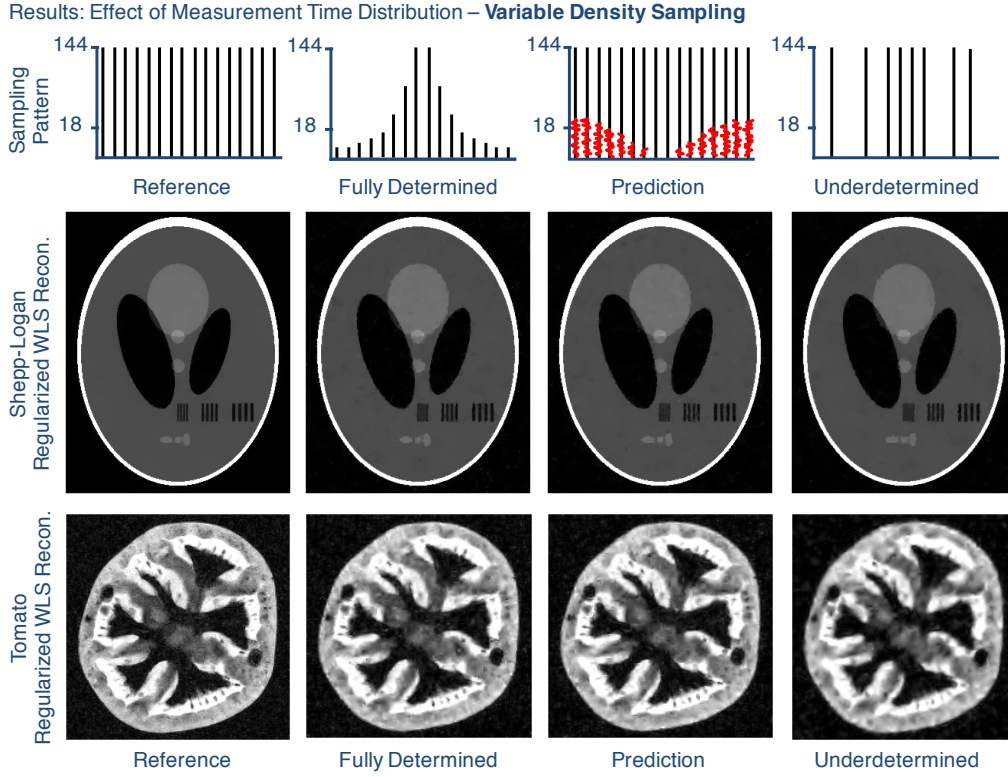 Results: Effect of Measurement Time Distribution – Variable Density Sampling
Sampling
Pattern
144
18
144
18
144
18
144
18
Reference
Fully Determined
Prediction
Underdetermined
Shepp-Logan
Regularized WLS Recon.
Tomato
Regularized WLS Recon.
Reference
Fully Determined
Prediction
Underdetermined